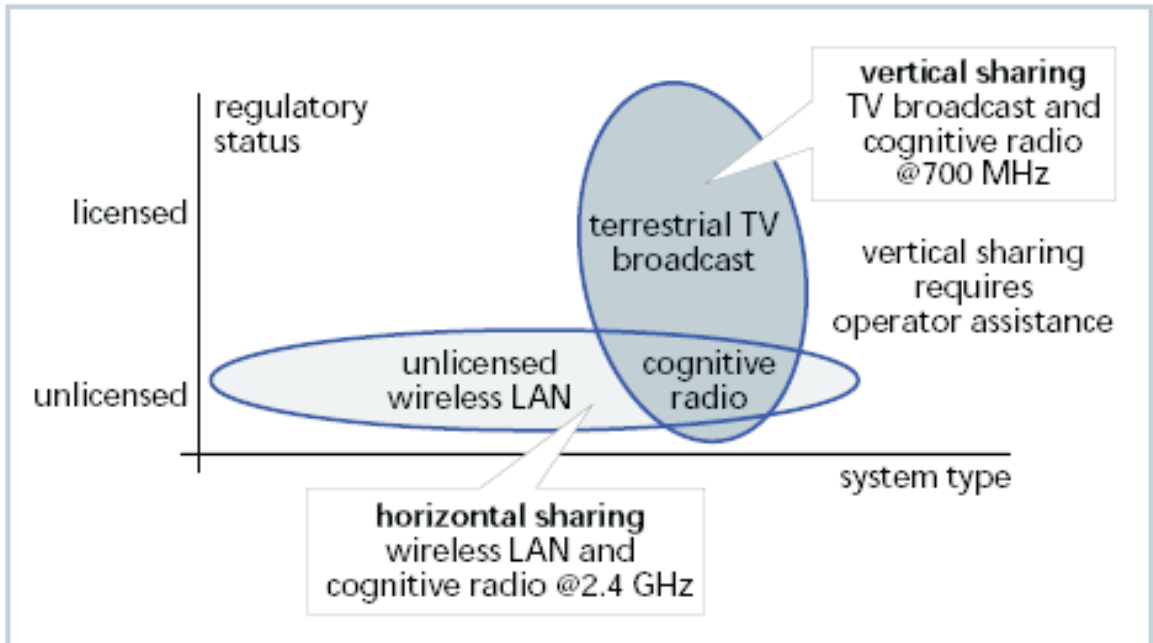 vertical sharing
TV broadcast and
cognitive radio
@700 MHz
regulatory
status
licensed
terrestrial TV
broadcast
vertical sharing
requires
operator assistance
unlicensed
unlicensed
wireless LAN
cognitive
radio
system type
horizontal sharing
wireless LAN and
cognitive radio @2.4 GHz